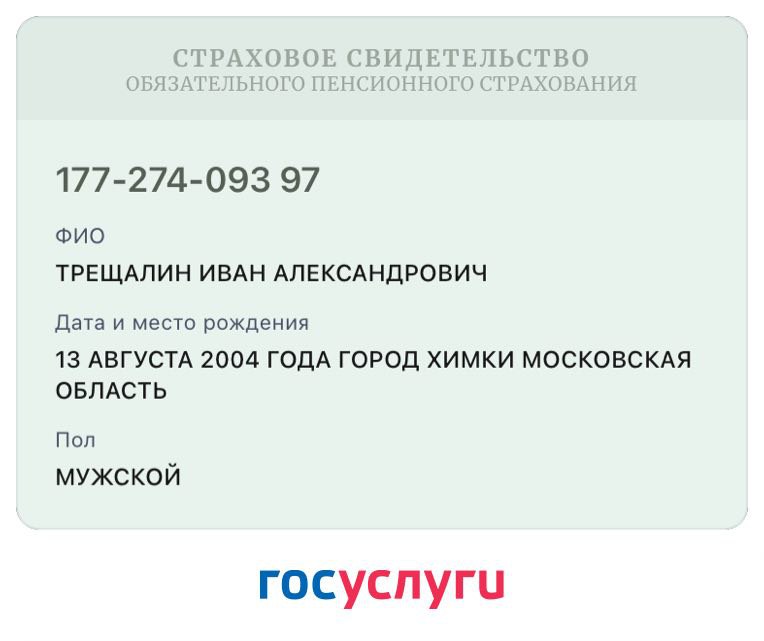 СТРАХОВОЕ СВИДЕТЕЛЬСТВО
ОБЯЗАТЕЛЬНОГО ПЕНСИОННОГО СТРАХОВАНИЯ
177-274-093 97
ФИО
ТРЕЩАЛИН ИВАН АЛЕКСАНДРОВИЧ
Дата и место рождения
13 АВГУСТА 2004 ГОДА ГОРОД ХИМКИ МОСКОВСКАЯ
ОБЛАСТЬ
Пол
МУЖСКОЙ
госуслуги